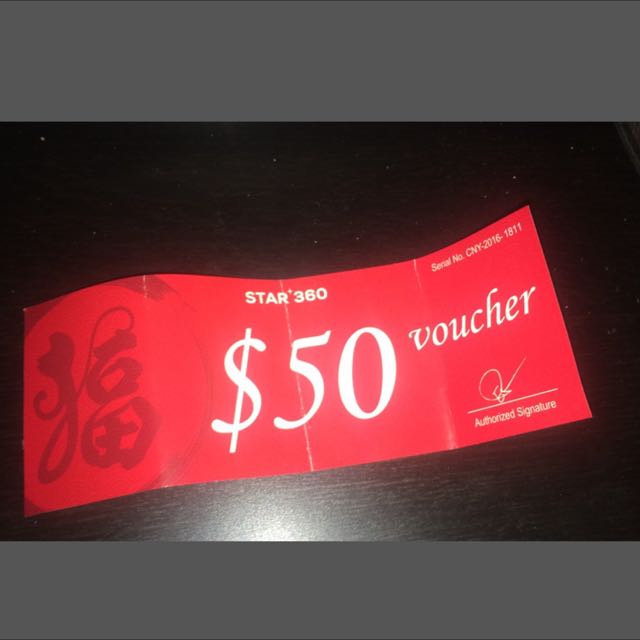 福
STAR+360
$50 voucher
Serial No. CNY-2016-1811
Authorized Signature